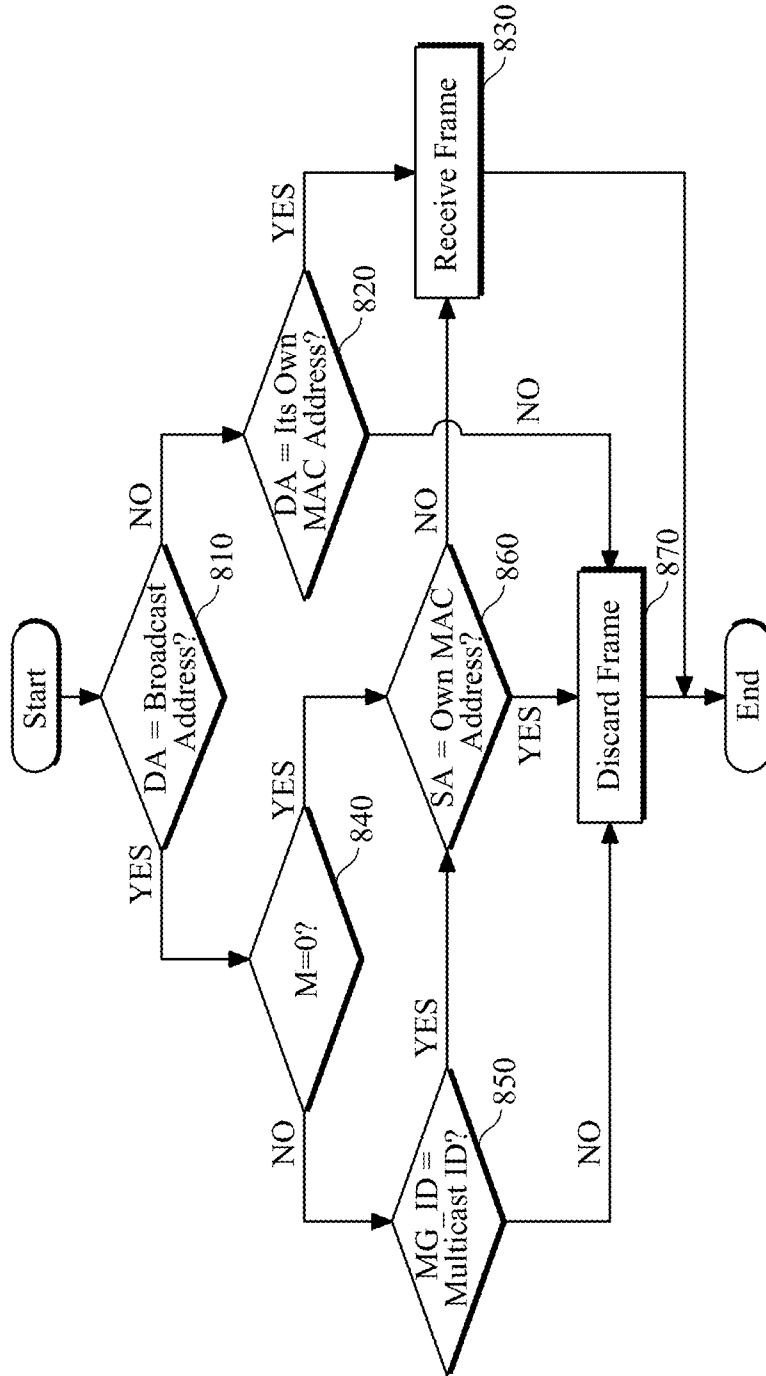 Start
DA = Broadcast
Address?
810
YES
NO
M=0?
840
DA = Its Own
MAC Address?
820
NO
YES
YES
NO
MG_ID =
Multicast ID?
850
YES
NO
SA = Own MAC
Address?
860
NO
YES
Receive Frame
830
Discard Frame
870
End